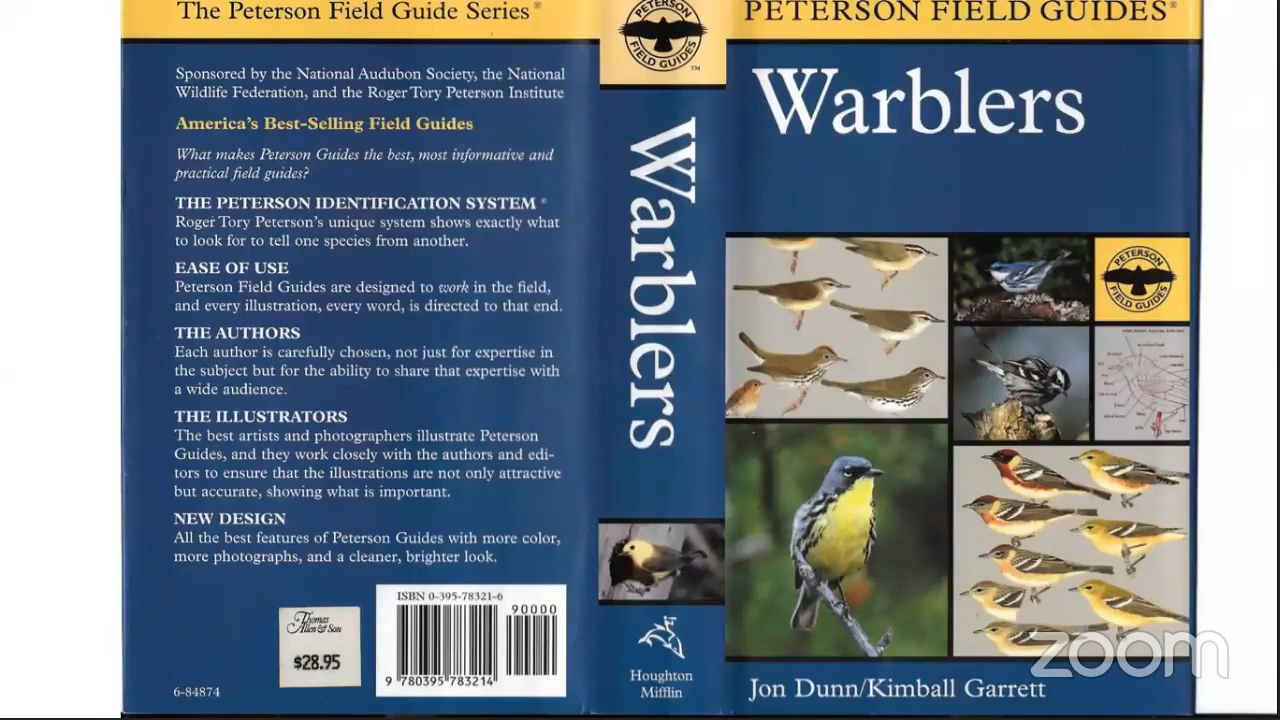 The Peterson Field Guide Series®
Sponsored by the National Audubon Society, the National
Wildlife Federation, and the Roger Tory Peterson Institute
America's Best-Selling Field Guides
What makes Peterson Guides the best, most informative and
practical field guides?
THE PETERSON IDENTIFICATION SYSTEM®
Roger Tory Peterson's unique system shows exactly what
to look for to tell one species from another.
EASE OF USE
Peterson Field Guides are designed to work in the field,
and every illustration, every word, is directed to that end.
THE AUTHORS
Each author is carefully chosen, not just for expertise in
the subject but for the ability to share that expertise with
a wide audience.
THE ILLUSTRATORS
The best artists and photographers illustrate Peterson
Guides, and they work closely with the authors and edi-
tors to ensure that the illustrations are not only attractive
but accurate, showing what is important.
NEW DESIGN
All the best features of Peterson Guides with more color,
more photographs, and a cleaner, brighter look.
Thomas
Allen & Son
$28.95
6-84874
ISBN 0-395-78321-6
90000
9 780395 783214
PETERSON
FIELD GUIDES
™
Warblers
Houghton
Mifflin
PETERSON FIELD GUIDES®
Warblers
PETERSON
FIELD GUIDES
Jon Dunn/Kimball Garrett
zoom